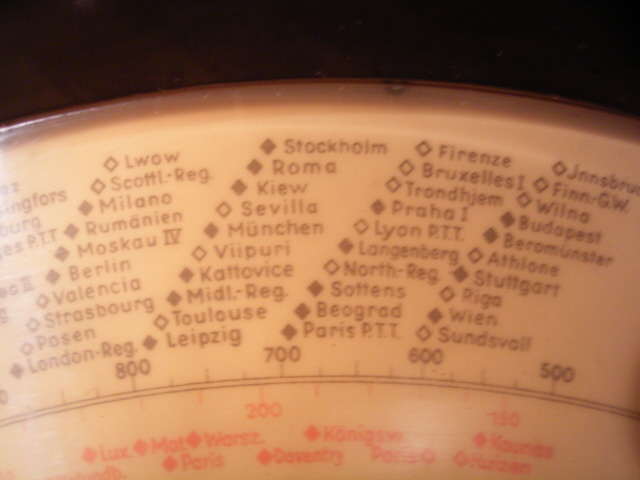 Lwow
Scottl.-Reg.
Milano
Rumänien
Moskau IV
Berlin
Valencia
Strasbourg
Posen
London-Reg.
Stockholm
Roma
Kiew
Sevilla
München
Viipuri
Kattovice
Midl.-Reg.
Toulouse
Leipzig
Firenze
Bruxelles I
Trondhjem
Praha I
Lyon P.T.T.
Langenberg
North-Reg.
Sottens
Beograd
Paris P.T.T.
Jnnsbru
Finn-G.W.
Wilna
Budapest
Beromünster
Athlone
Stuttgart
Riga
Wien
Sundsvall
800 700 600 500
200 150
Lux. Mot. Warsz. Königsw. Kaunas
Paris Daventry Paris Huizen